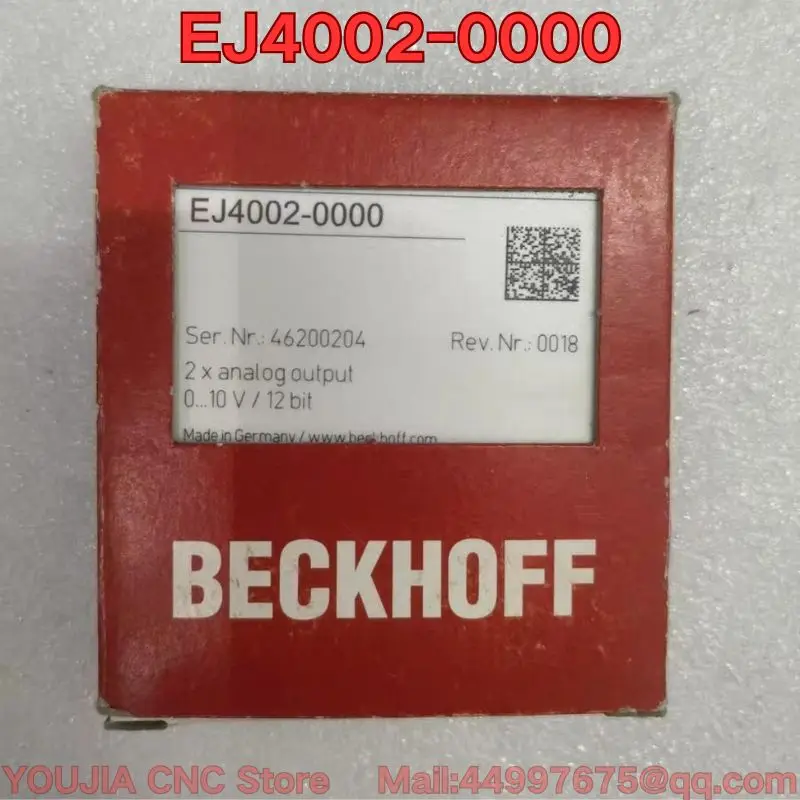 EJ4002-0000
EJ4002-0000
Ser. Nr.: 46200204 Rev. Nr.: 0018
2 x analog output
0...10 V / 12 bit
Made in Germany / www.beckhoff.com
BECKHOFF
YOUJIA CNC Store Mail:44997675@qq.com